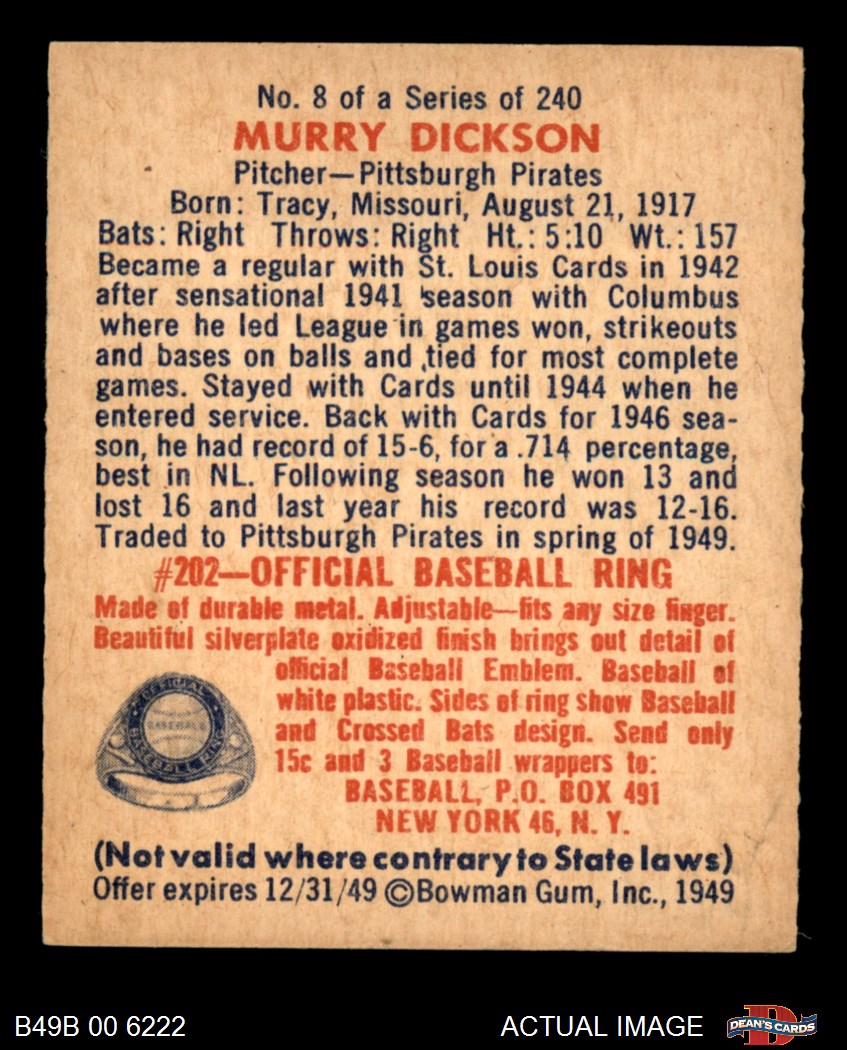 No. 8 of a Series of 240
MURRY DICKSON
Pitcher—Pittsburgh Pirates
Born: Tracy, Missouri, August 21, 1917
Bats: Right Throws: Right Ht.: 5:10 Wt.: 157
Became a regular with St. Louis Cards in 1942
after sensational 1941 season with Columbus
where he led League in games won, strikeouts
and bases on balls and tied for most complete
games. Stayed with Cards until 1944 when he
entered service. Back with Cards for 1946 sea-
son, he had record of 15-6, for a .714 percentage,
best in NL. Following season he won 13 and
lost 16 and last year his record was 12-16.
Traded to Pittsburgh Pirates in spring of 1949.
#202—OFFICIAL BASEBALL RING
Made of durable metal. Adjustable—fits any size finger.
Beautiful silverplate oxidized finish brings out detail of
official Baseball Emblem. Baseball of
white plastic. Sides of ring show Baseball
and Crossed Bats design. Send only
15c and 3 Baseball wrappers to:
BASEBALL, P.O. BOX 491
NEW YORK 46, N. Y.
OFFICIAL
BASEBALL
BASEBALL RING
(Not valid where contrary to State laws)
Offer expires 12/31/49 ©Bowman Gum, Inc., 1949
B49B 00 6222
ACTUAL IMAGE
D
DEAN'S CARDS